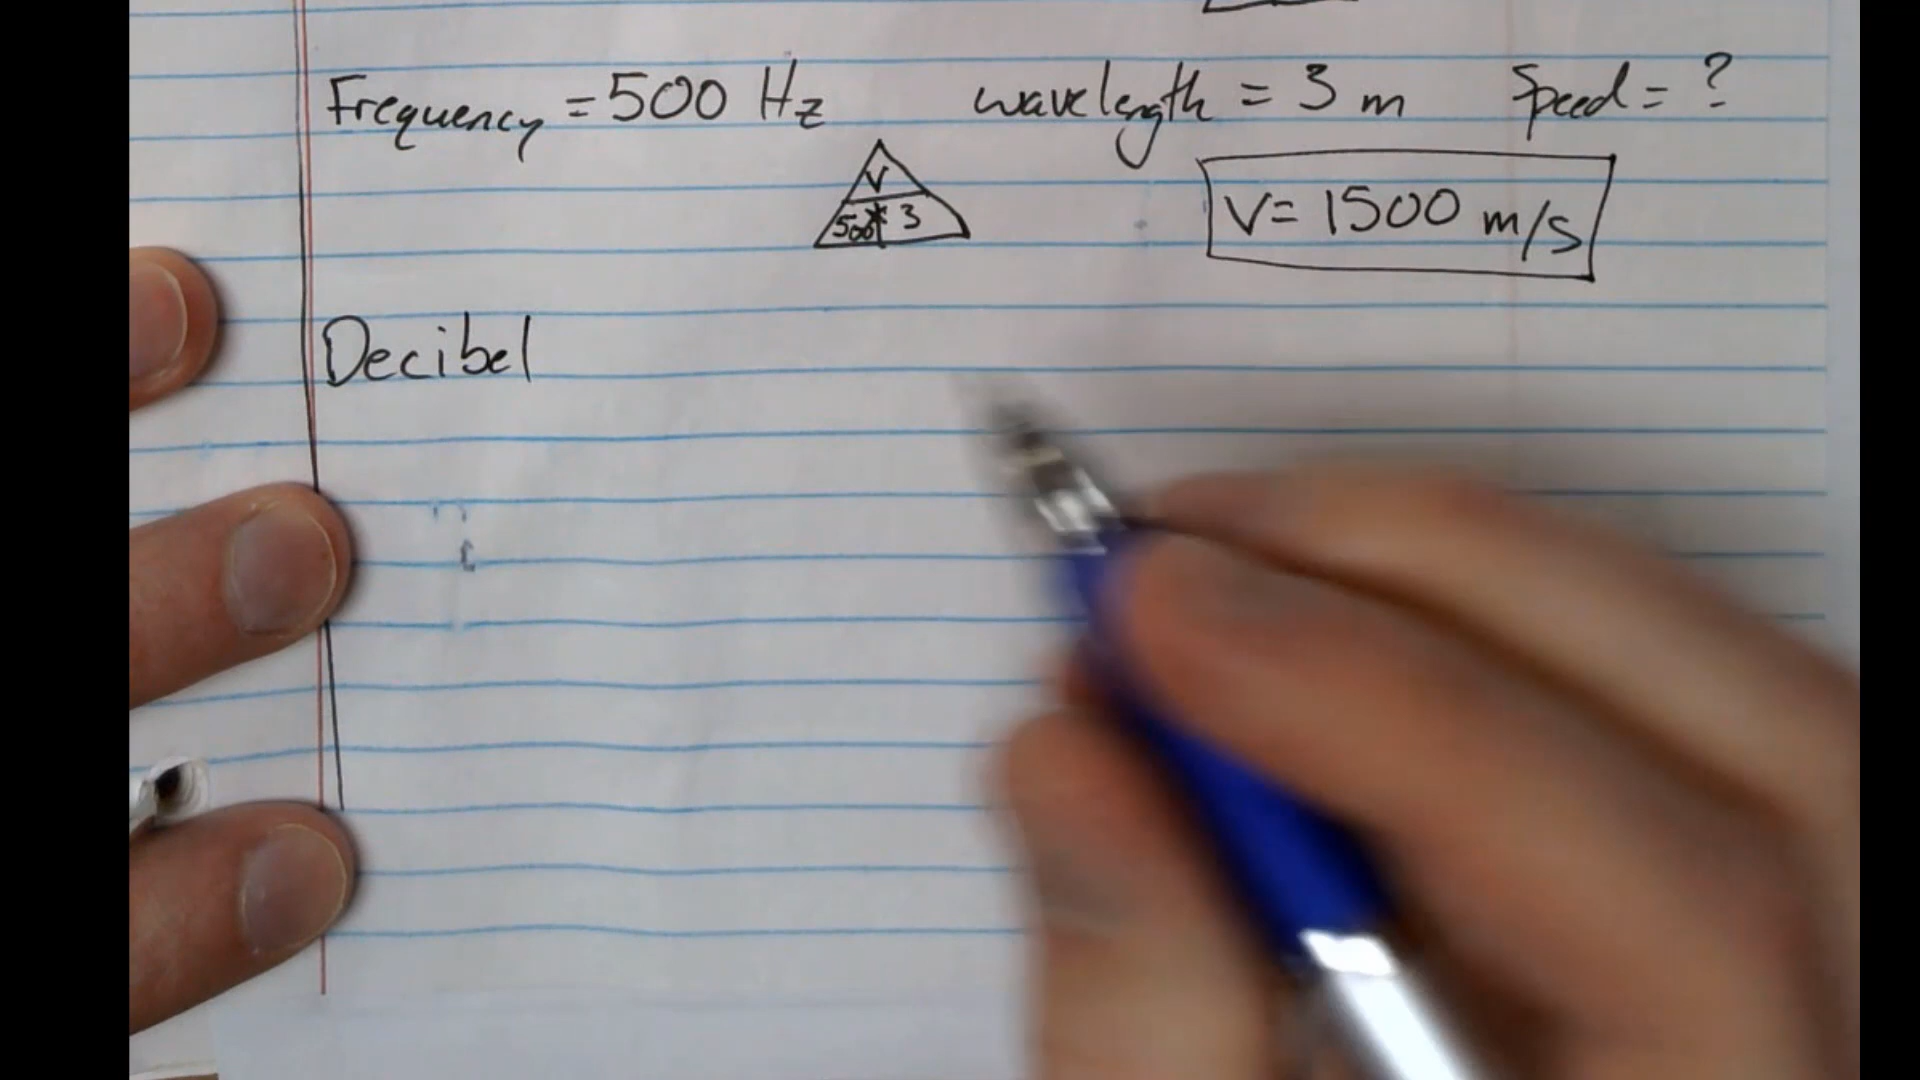 Frequency = 500 Hz wavelength = 3 m Speed = ?
V
500 * 3
V = 1500 m/s
Decibel